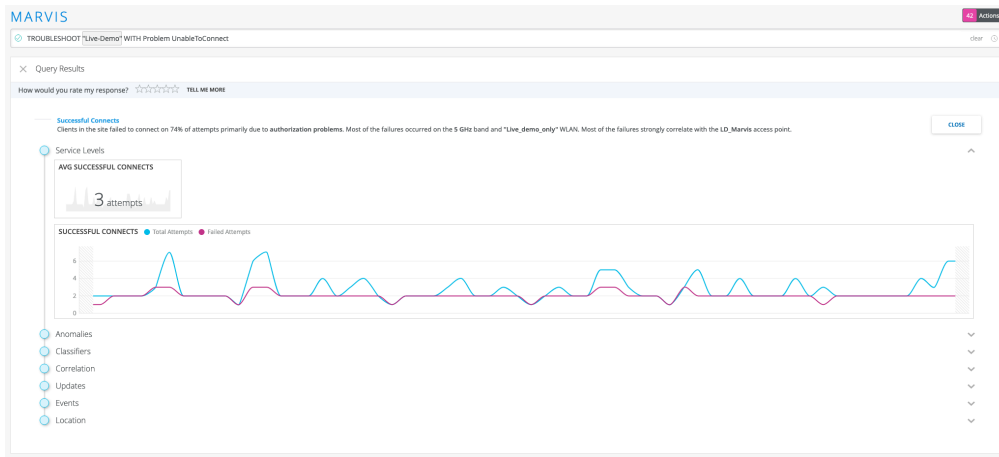 MARVIS
42 Actions
TROUBLESHOOT "Live-Demo" WITH Problem UnableToConnect
clear
Query Results
How would you rate my response? TELL ME MORE
Successful Connects
Clients in the site failed to connect on 74% of attempts primarily due to authorization problems. Most of the failures occurred on the 5 GHz band and "Live_demo_only" WLAN. Most of the failures strongly correlate with the LD_Marvis access point.
CLOSE
Service Levels
AVG SUCCESSFUL CONNECTS
3 attempts
SUCCESSFUL CONNECTS Total Attempts Failed Attempts
6
4
2
0
Anomalies
Classifiers
Correlation
Updates
Events
Location